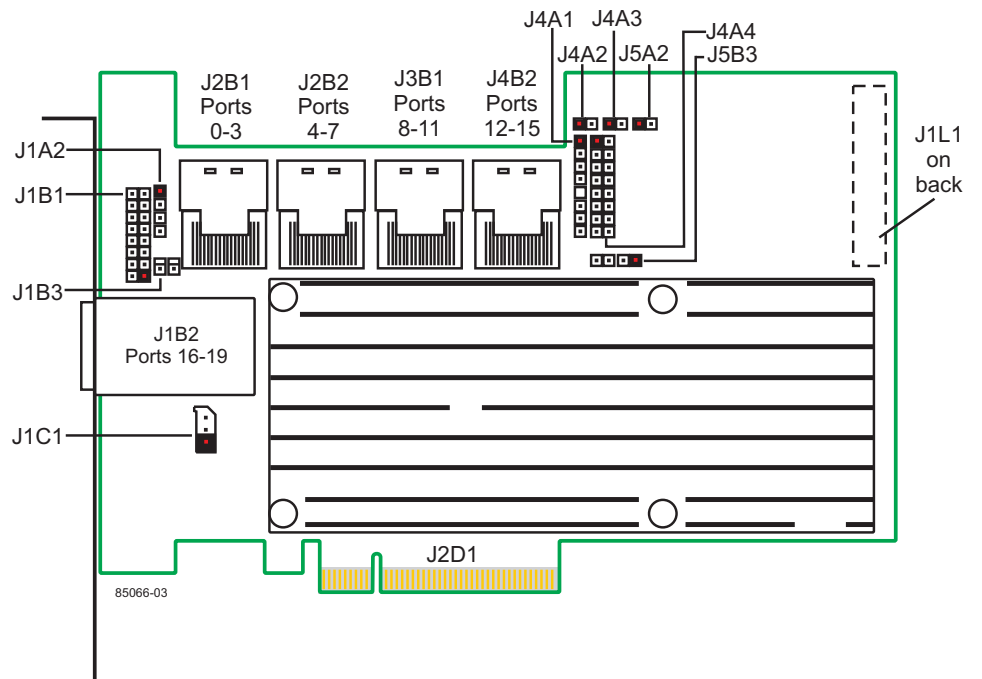 J4A1
J4A3
J4A4
J4A2
J5A2
J5B3
J2B1
Ports
0-3
J2B2
Ports
4-7
J3B1
Ports
8-11
J4B2
Ports
12-15
J1L1
on
back
J1A2
J1B1
J1B3
J1B2
Ports 16-19
J1C1
J2D1
85066-03